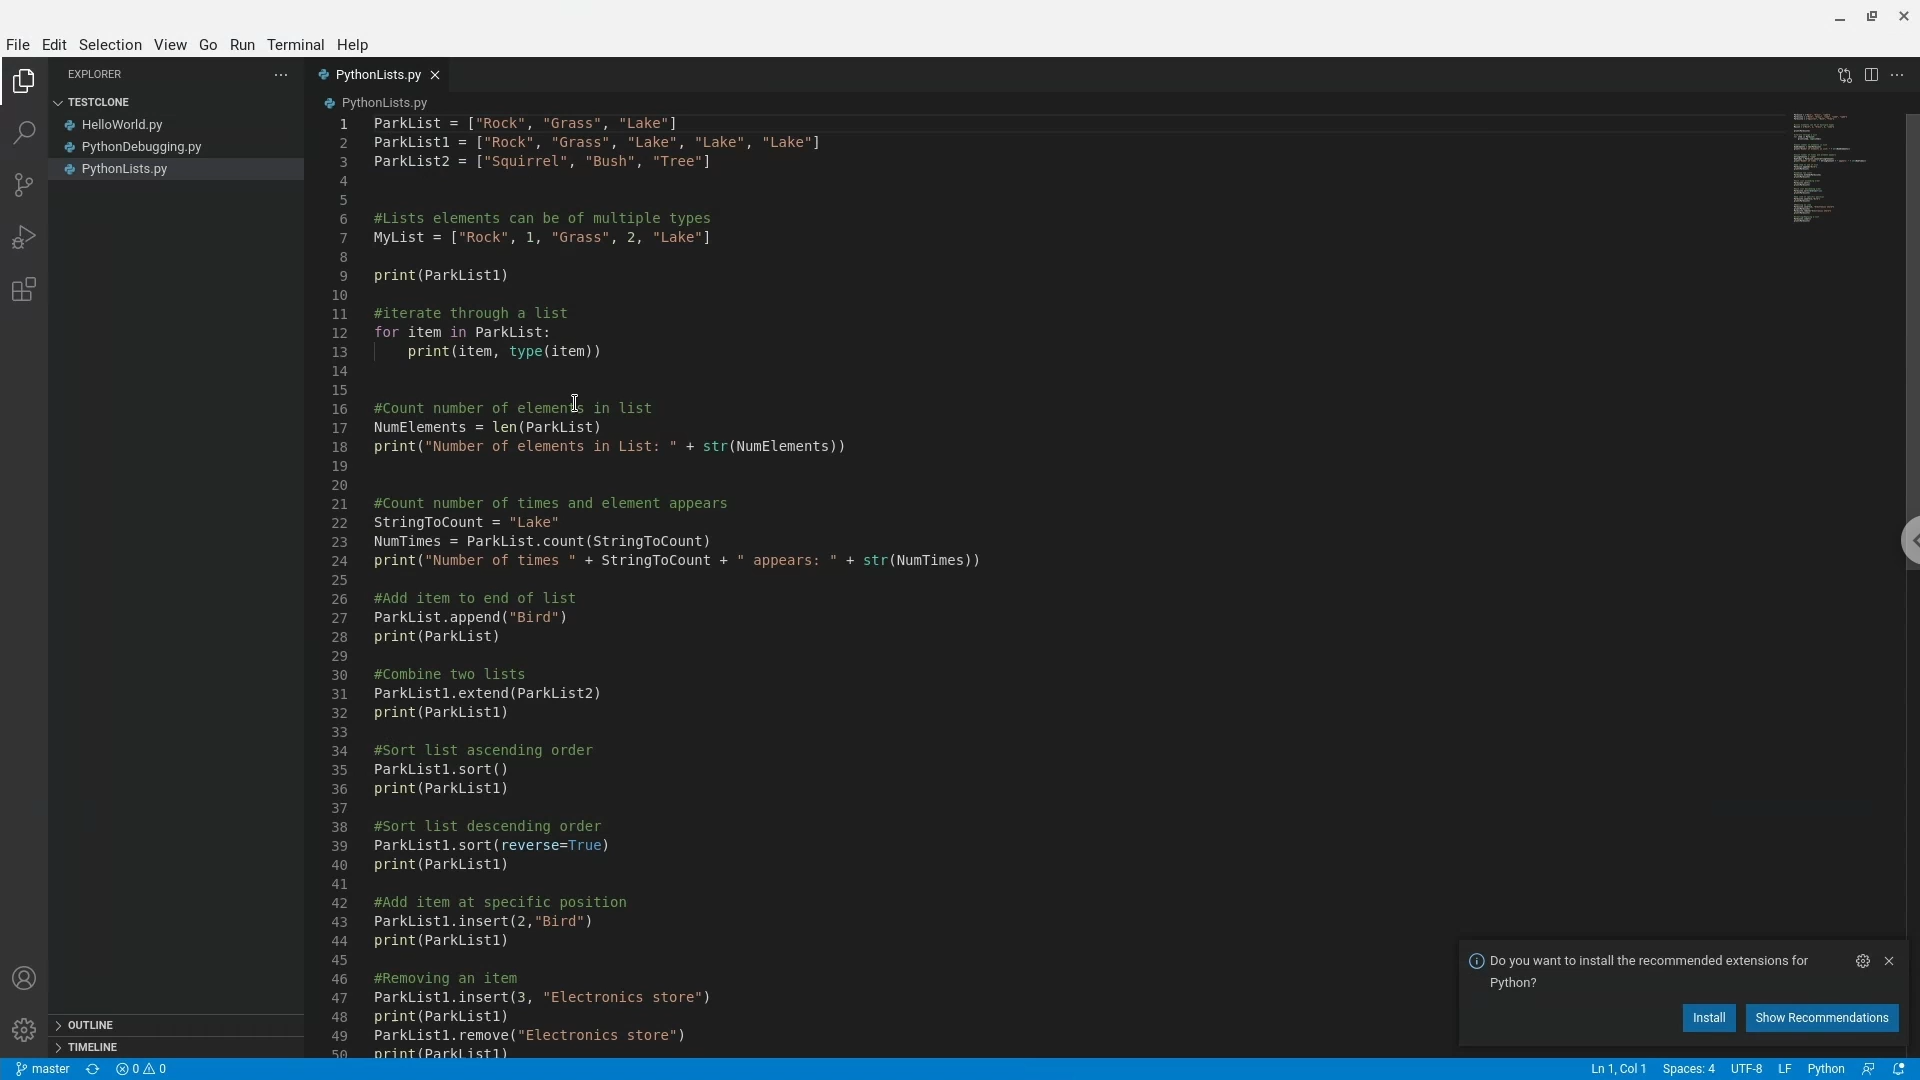 File Edit Selection View Go Run Terminal Help
EXPLORER
TESTCLONE
HelloWorld.py
PythonDebugging.py
PythonLists.py
OUTLINE
TIMELINE
PythonLists.py
PythonLists.py
1 ParkList = ["Rock", "Grass", "Lake"]
2 ParkList1 = ["Rock", "Grass", "Lake", "Lake", "Lake"]
3 ParkList2 = ["Squirrel", "Bush", "Tree"]
4
5
6 #Lists elements can be of multiple types
7 MyList = ["Rock", 1, "Grass", 2, "Lake"]
8
9 print(ParkList1)
10
11 #iterate through a list
12 for item in ParkList:
13 print(item, type(item))
14
15
16 #Count number of elements in list
17 NumElements = len(ParkList)
18 print("Number of elements in List: " + str(NumElements))
19
20
21 #Count number of times and element appears
22 StringToCount = "Lake"
23 NumTimes = ParkList.count(StringToCount)
24 print("Number of times " + StringToCount + " appears: " + str(NumTimes))
25
26 #Add item to end of list
27 ParkList.append("Bird")
28 print(ParkList)
29
30 #Combine two lists
31 ParkList1.extend(ParkList2)
32 print(ParkList1)
33
34 #Sort list ascending order
35 ParkList1.sort()
36 print(ParkList1)
37
38 #Sort list descending order
39 ParkList1.sort(reverse=True)
40 print(ParkList1)
41
42 #Add item at specific position
43 ParkList1.insert(2,"Bird")
44 print(ParkList1)
45
46 #Removing an item
47 ParkList1.insert(3, "Electronics store")
48 print(ParkList1)
49 ParkList1.remove("Electronics store")
50 print(ParkList1)
Do you want to install the recommended extensions for
Python?
Install Show Recommendations
master 0 0 Ln 1, Col 1 Spaces: 4 UTF-8 LF Python